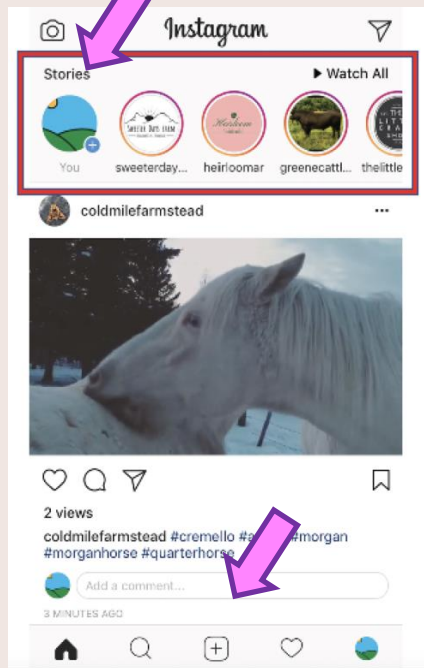 Instagram
Stories ▶ Watch All
You sweeterday... heirloomar greenecattl... thelittle
coldmilefarmstead
2 views
coldmilefarmstead #cremello #morgan
#morganhorse #quarterhorse
Add a comment...
3 MINUTES AGO